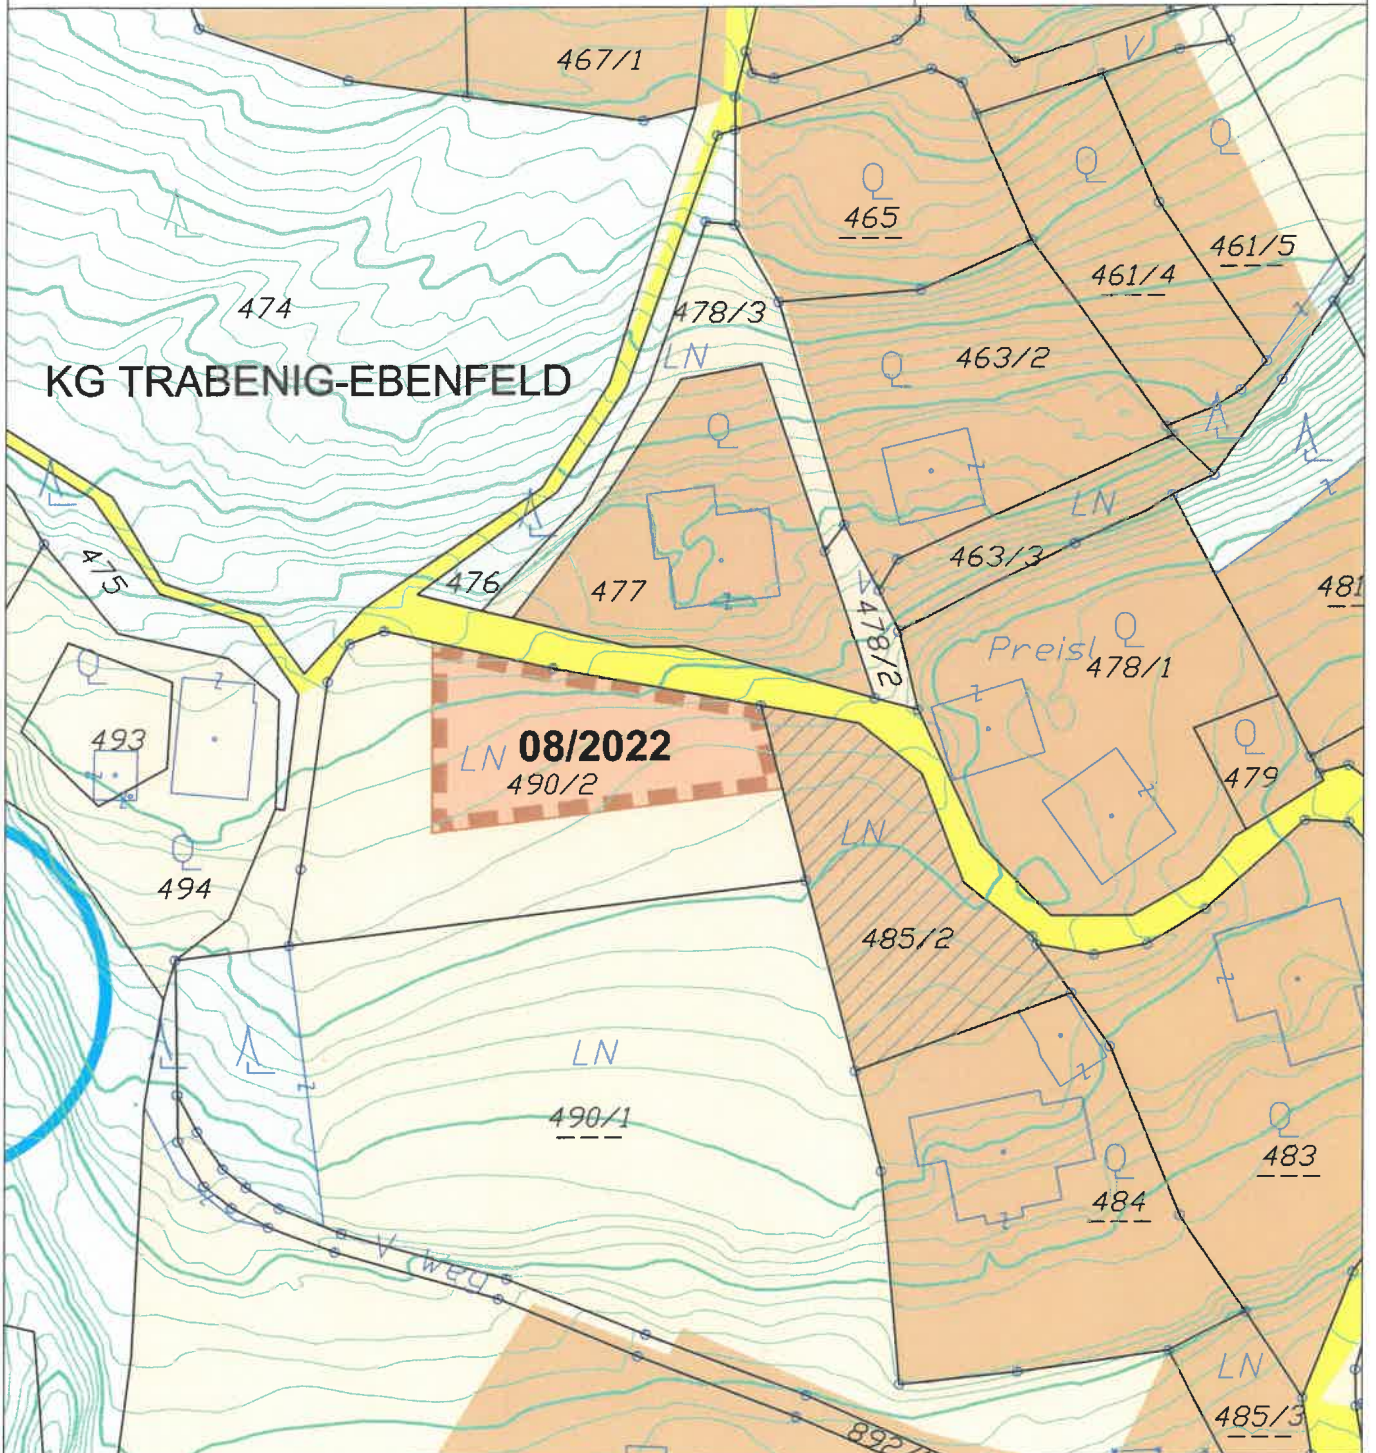 467/1
V
Q
Q
Q
465
461/5
461/4
474
478/3
LN
463/2
Q
KG TRABENIG-EBENFELD
Q
z
LN
z
463/3
475
476
477
z
V
478/2
481
Q
Preisl
478/1
Q
z
z
493
z
z
LN 08/2022
490/2
Q
479
z
LN
Q
494
485/2
z
LN
z
z
490/1
Q
483
Q
484
z
z
V Weg
LN
485/3
892/